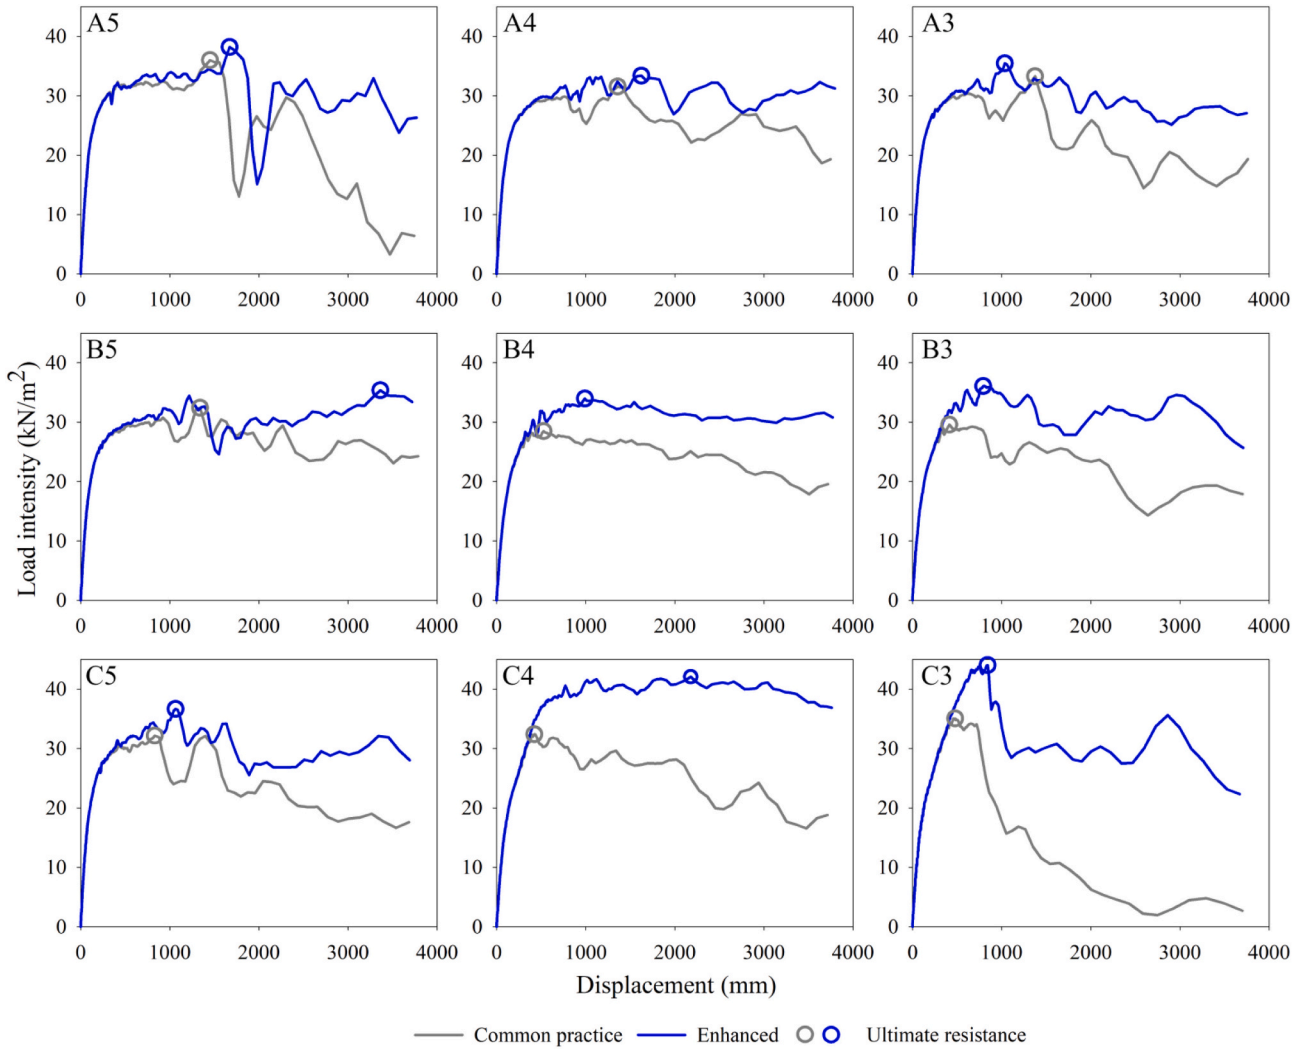 A5
A4
A3
40
30
20
10
0
40
30
20
10
0
40
30
20
10
0
0 1000 2000 3000 4000
0 1000 2000 3000 4000
0 1000 2000 3000 4000
Load intensity (kN/m²)
B5
B4
B3
40
30
20
10
0
40
30
20
10
0
40
30
20
10
0
0 1000 2000 3000 4000
0 1000 2000 3000 4000
0 1000 2000 3000 4000
C5
C4
C3
40
30
20
10
0
40
30
20
10
0
40
30
20
10
0
0 1000 2000 3000 4000
0 1000 2000 3000 4000
0 1000 2000 3000 4000
Displacement (mm)
Common practice Enhanced Ultimate resistance